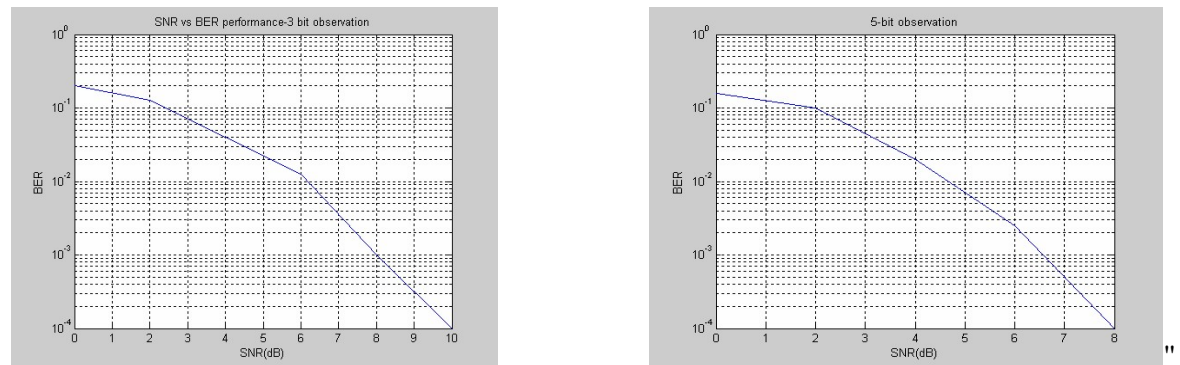 SNR vs BER performance-3 bit observation
10^0
10^-1
10^-2
10^-3
10^-4
BER
0 1 2 3 4 5 6 7 8 9 10
SNR(dB)
5-bit observation
10^0
10^-1
10^-2
10^-3
10^-4
BER
0 1 2 3 4 5 6 7 8
SNR(dB)
"